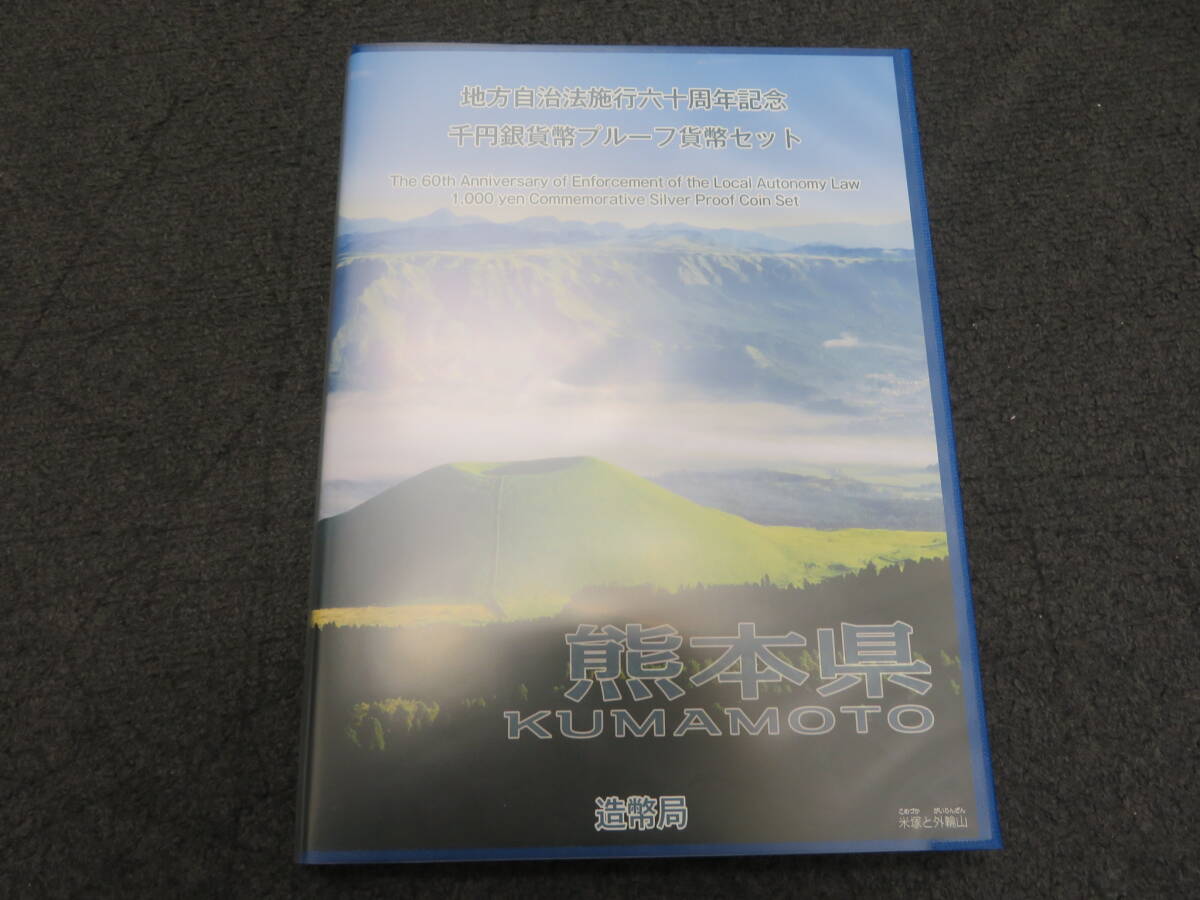 地方自治法施行六十周年記念
千円銀貨幣プルーフ貨幣セット
The 60th Anniversary of Enforcement of the Local Autonomy Law
1,000 yen Commemorative Silver Proof Coin Set
熊本県
KUMAMOTO
造幣局
こめづか がいりんざん
米塚と外輪山